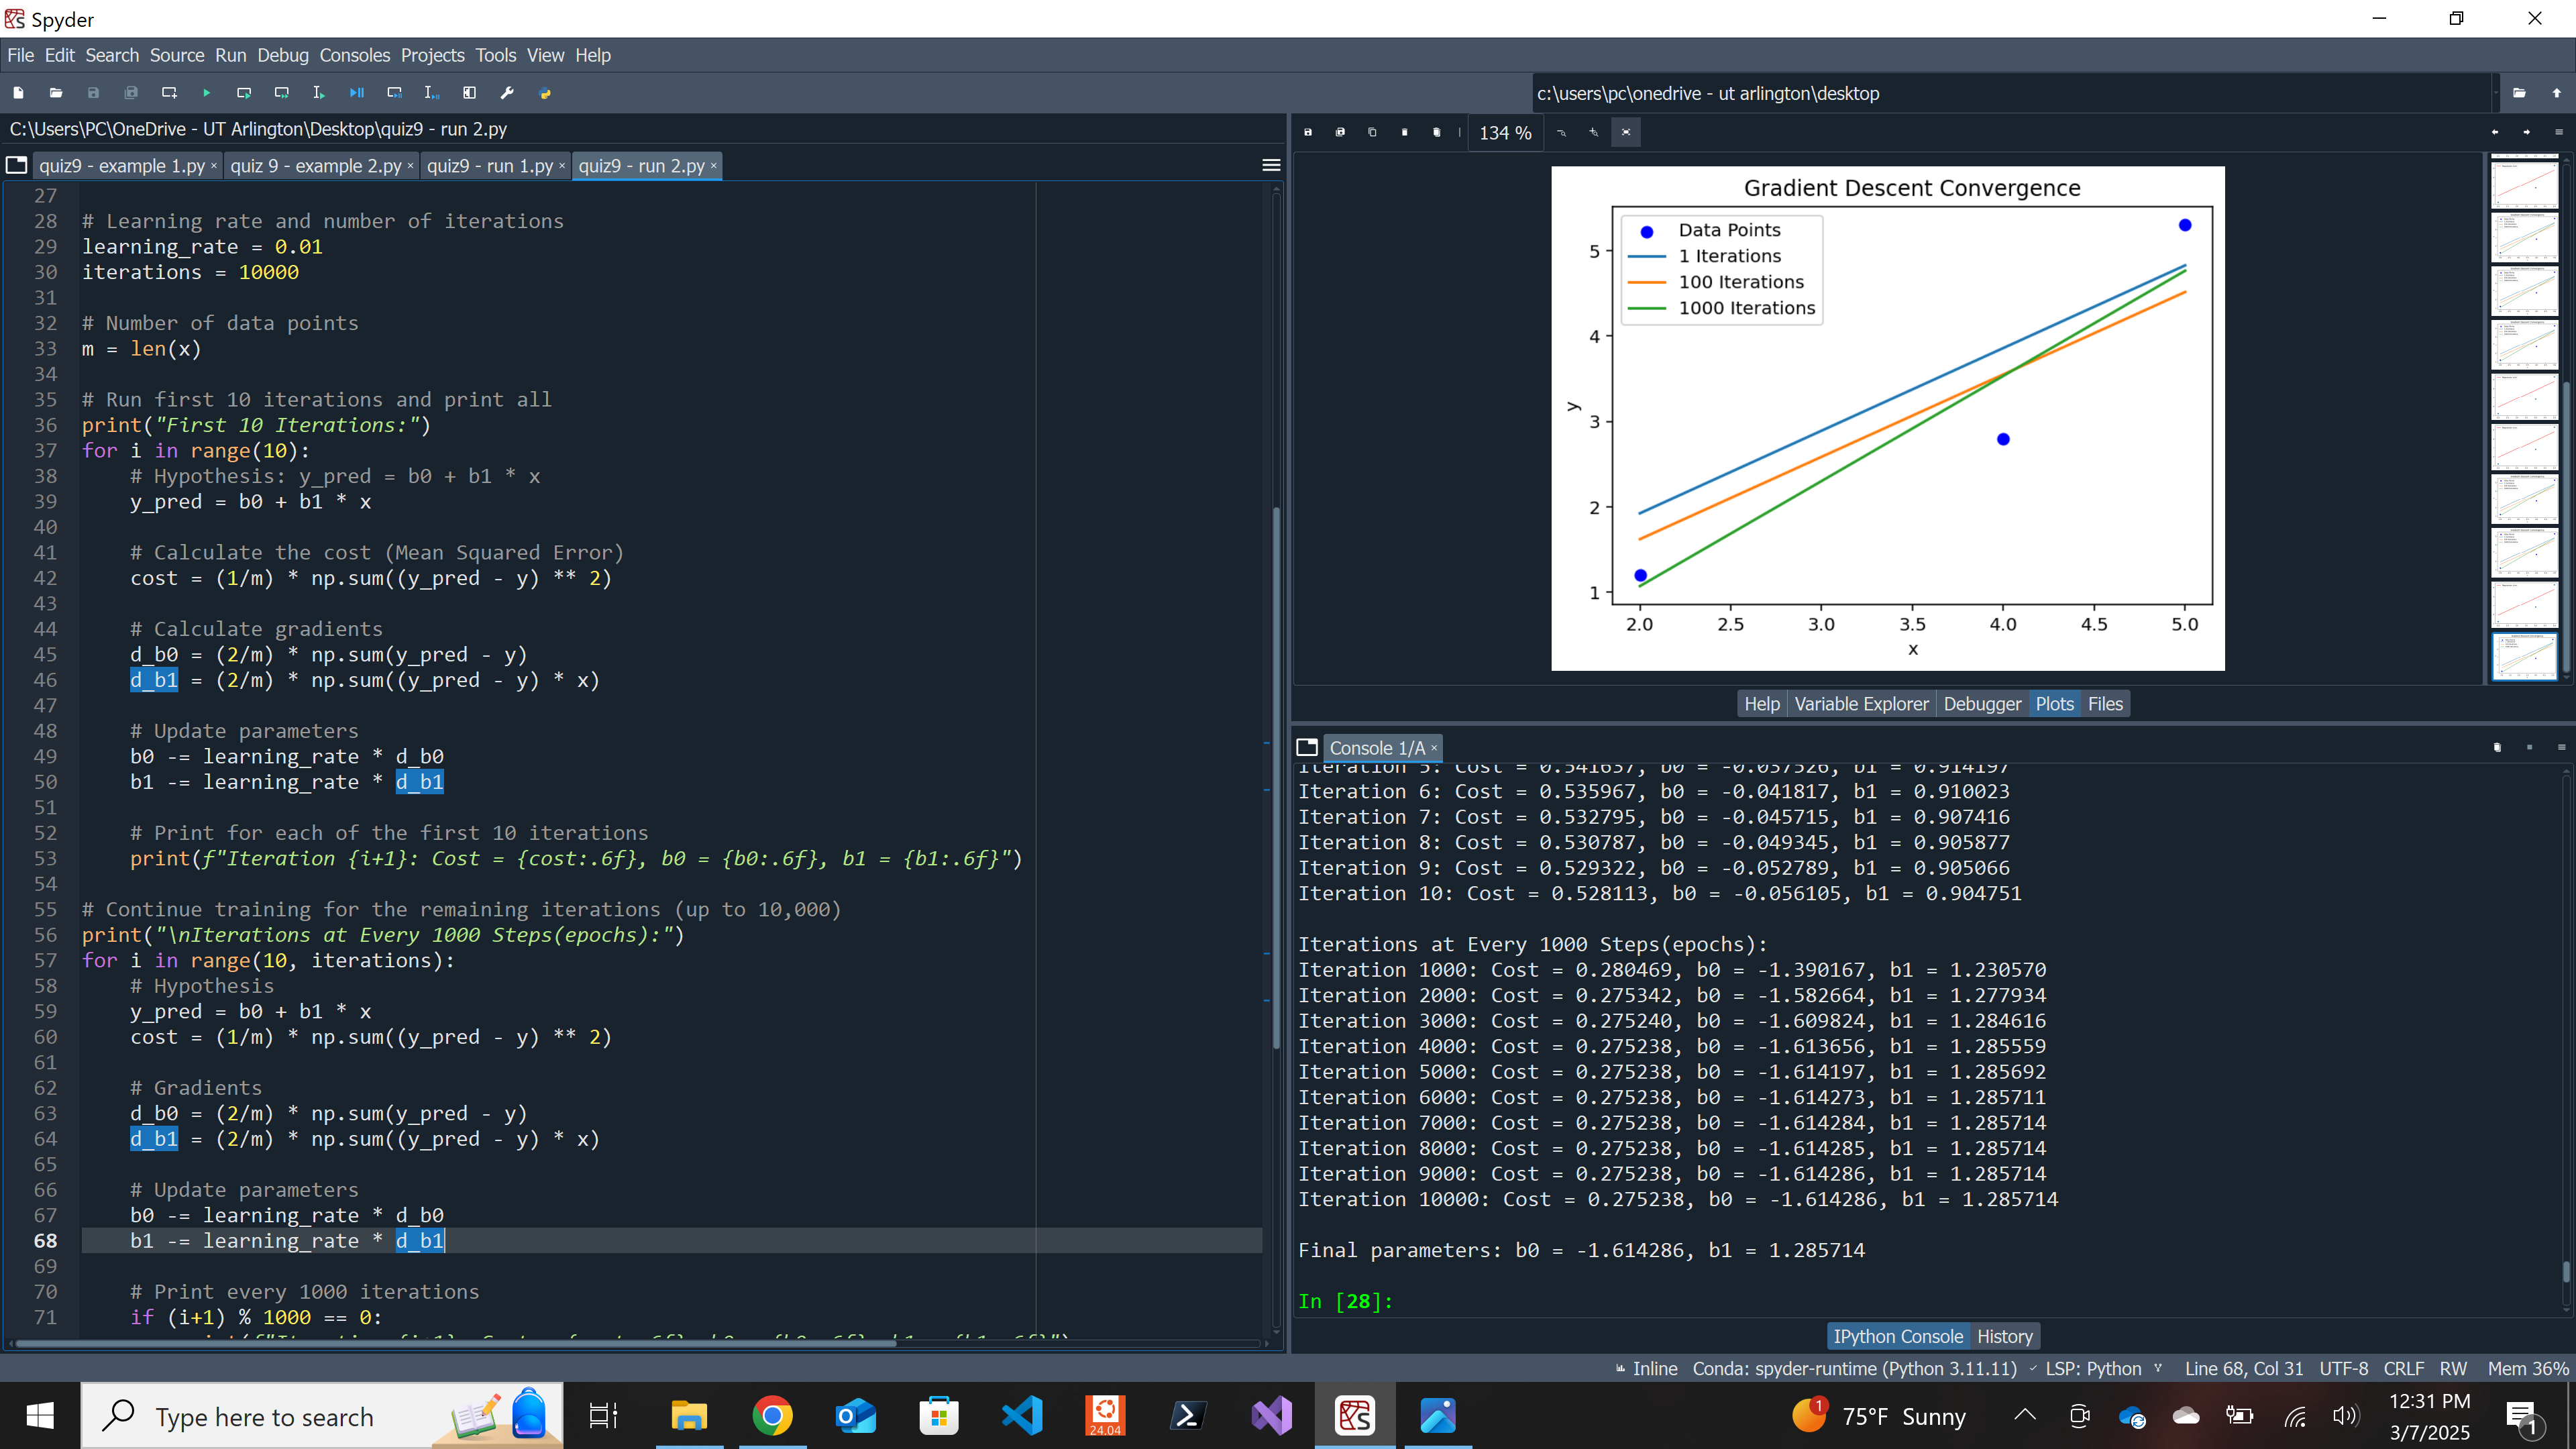 Spyder
File Edit Search Source Run Debug Consoles Projects Tools View Help
c:\users\pc\onedrive - ut arlington\desktop
C:\Users\PC\OneDrive - UT Arlington\Desktop\quiz9 - run 2.py
quiz9 - example 1.py × quiz 9 - example 2.py × quiz9 - run 1.py × quiz9 - run 2.py ×
27
28 # Learning rate and number of iterations
29 learning_rate = 0.01
30 iterations = 10000
31
32 # Number of data points
33 m = len(x)
34
35 # Run first 10 iterations and print all
36 print("First 10 Iterations:")
37 for i in range(10):
38     # Hypothesis: y_pred = b0 + b1 * x
39     y_pred = b0 + b1 * x
40
41     # Calculate the cost (Mean Squared Error)
42     cost = (1/m) * np.sum((y_pred - y) ** 2)
43
44     # Calculate gradients
45     d_b0 = (2/m) * np.sum(y_pred - y)
46     d_b1 = (2/m) * np.sum((y_pred - y) * x)
47
48     # Update parameters
49     b0 -= learning_rate * d_b0
50     b1 -= learning_rate * d_b1
51
52     # Print for each of the first 10 iterations
53     print(f"Iteration {i+1}: Cost = {cost:.6f}, b0 = {b0:.6f}, b1 = {b1:.6f}")
54
55 # Continue training for the remaining iterations (up to 10,000)
56 print("\nIterations at Every 1000 Steps(epochs):")
57 for i in range(10, iterations):
58     # Hypothesis
59     y_pred = b0 + b1 * x
60     cost = (1/m) * np.sum((y_pred - y) ** 2)
61
62     # Gradients
63     d_b0 = (2/m) * np.sum(y_pred - y)
64     d_b1 = (2/m) * np.sum((y_pred - y) * x)
65
66     # Update parameters
67     b0 -= learning_rate * d_b0
68     b1 -= learning_rate * d_b1
69
70     # Print every 1000 iterations
71     if (i+1) % 1000 == 0:
134 %
Gradient Descent Convergence
Data Points
1 Iterations
100 Iterations
1000 Iterations
5
4
3
2
1
y
2.0 2.5 3.0 3.5 4.0 4.5 5.0
x
Help Variable Explorer Debugger Plots Files
Console 1/A ×
Iteration 5: Cost = 0.541637, b0 = -0.037526, b1 = 0.914197
Iteration 6: Cost = 0.535967, b0 = -0.041817, b1 = 0.910023
Iteration 7: Cost = 0.532795, b0 = -0.045715, b1 = 0.907416
Iteration 8: Cost = 0.530787, b0 = -0.049345, b1 = 0.905877
Iteration 9: Cost = 0.529322, b0 = -0.052789, b1 = 0.905066
Iteration 10: Cost = 0.528113, b0 = -0.056105, b1 = 0.904751
Iterations at Every 1000 Steps(epochs):
Iteration 1000: Cost = 0.280469, b0 = -1.390167, b1 = 1.230570
Iteration 2000: Cost = 0.275342, b0 = -1.582664, b1 = 1.277934
Iteration 3000: Cost = 0.275240, b0 = -1.609824, b1 = 1.284616
Iteration 4000: Cost = 0.275238, b0 = -1.613656, b1 = 1.285559
Iteration 5000: Cost = 0.275238, b0 = -1.614197, b1 = 1.285692
Iteration 6000: Cost = 0.275238, b0 = -1.614273, b1 = 1.285711
Iteration 7000: Cost = 0.275238, b0 = -1.614284, b1 = 1.285714
Iteration 8000: Cost = 0.275238, b0 = -1.614285, b1 = 1.285714
Iteration 9000: Cost = 0.275238, b0 = -1.614286, b1 = 1.285714
Iteration 10000: Cost = 0.275238, b0 = -1.614286, b1 = 1.285714
Final parameters: b0 = -1.614286, b1 = 1.285714
In [28]:
IPython Console History
Inline Conda: spyder-runtime (Python 3.11.11) LSP: Python Line 68, Col 31 UTF-8 CRLF RW Mem 36%
Type here to search
24.04
1
75°F Sunny
12:31 PM
3/7/2025
1